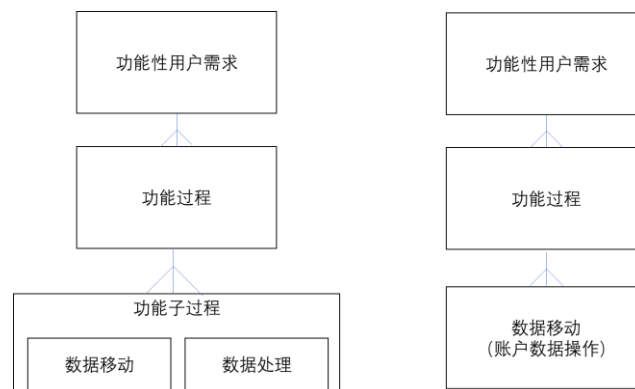 功能性用户需求
功能过程
功能子过程
数据移动
数据处理
功能性用户需求
功能过程
数据移动
(账户数据操作)